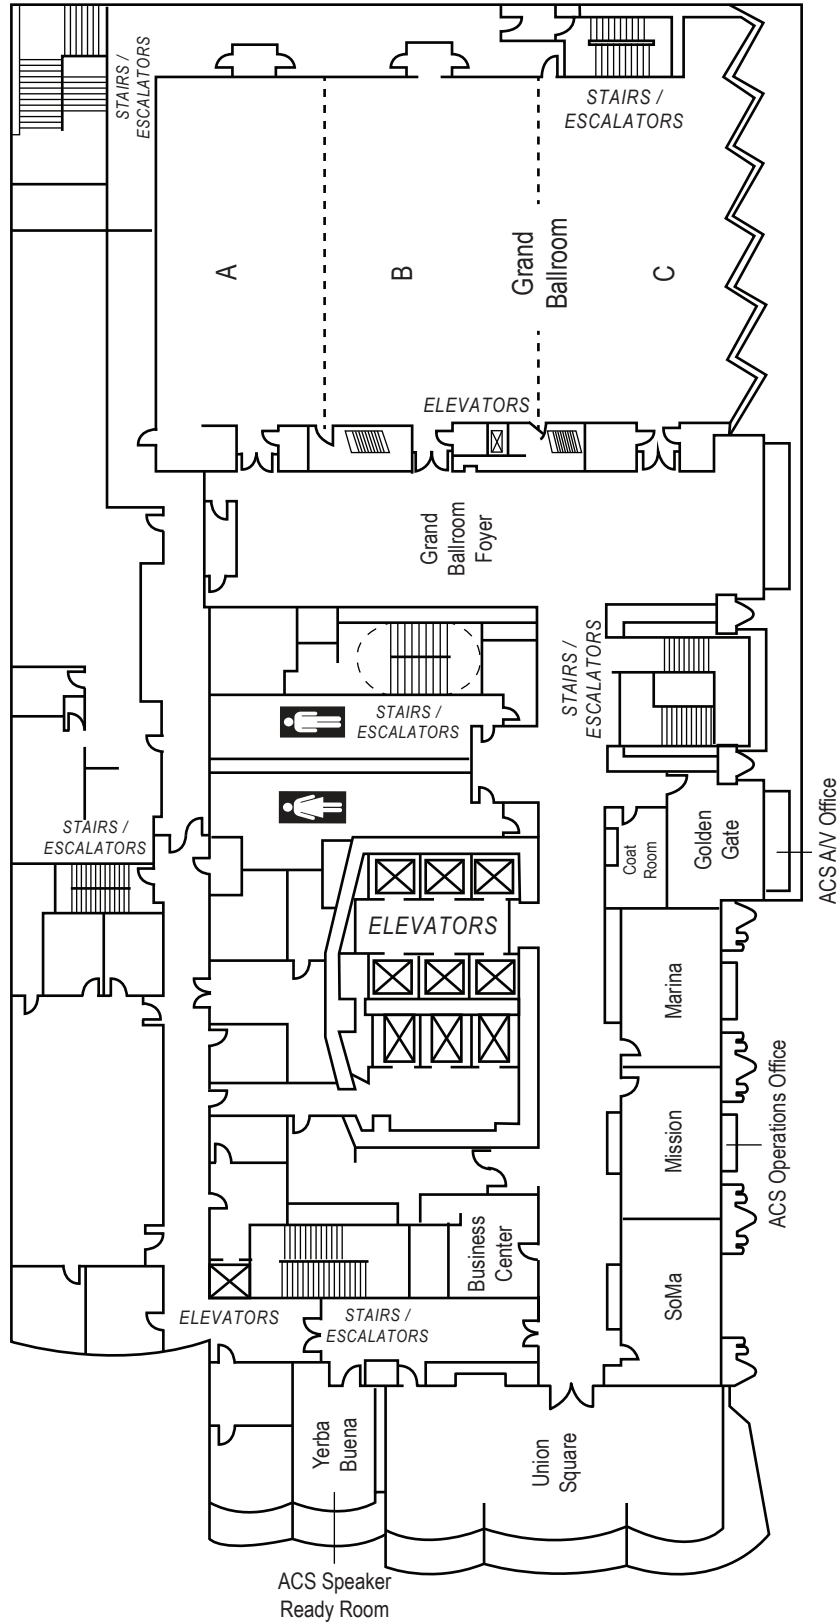 STAIRS /
ESCALATORS
STAIRS /
ESCALATORS
A
B
Grand
Ballroom
C
ELEVATORS
Grand
Ballroom
Foyer
STAIRS /
ESCALATORS
STAIRS /
ESCALATORS
STAIRS /
ESCALATORS
Coat
Room
Golden
Gate
ACS A/V Office
ELEVATORS
Marina
Mission
ACS Operations Office
Business
Center
SoMa
ELEVATORS
STAIRS /
ESCALATORS
Yerba
Buena
Union
Square
ACS Speaker
Ready Room